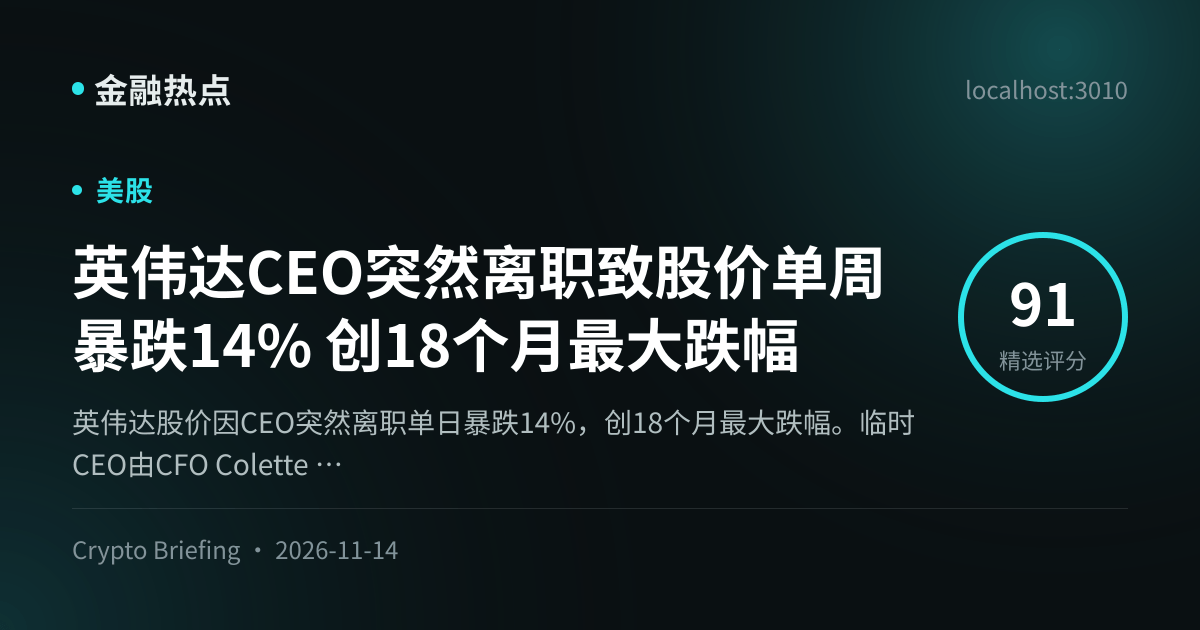 金融热点
localhost:3010
美股
英伟达CEO突然离职致股价单周
暴跌14% 创18个月最大跌幅
91
精选评分
英伟达股价因CEO突然离职单日暴跌14%，创18个月最大跌幅。临时
CEO由CFO Colette …
Crypto Briefing · 2026-11-14